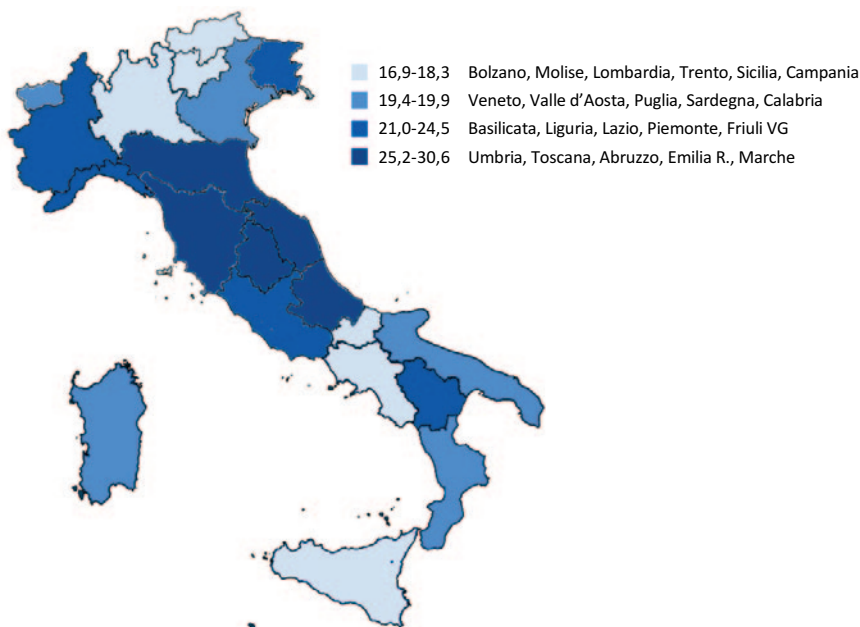 16,9-18,3 Bolzano, Molise, Lombardia, Trento, Sicilia, Campania
19,4-19,9 Veneto, Valle d’Aosta, Puglia, Sardegna, Calabria
21,0-24,5 Basilicata, Liguria, Lazio, Piemonte, Friuli VG
25,2-30,6 Umbria, Toscana, Abruzzo, Emilia R., Marche